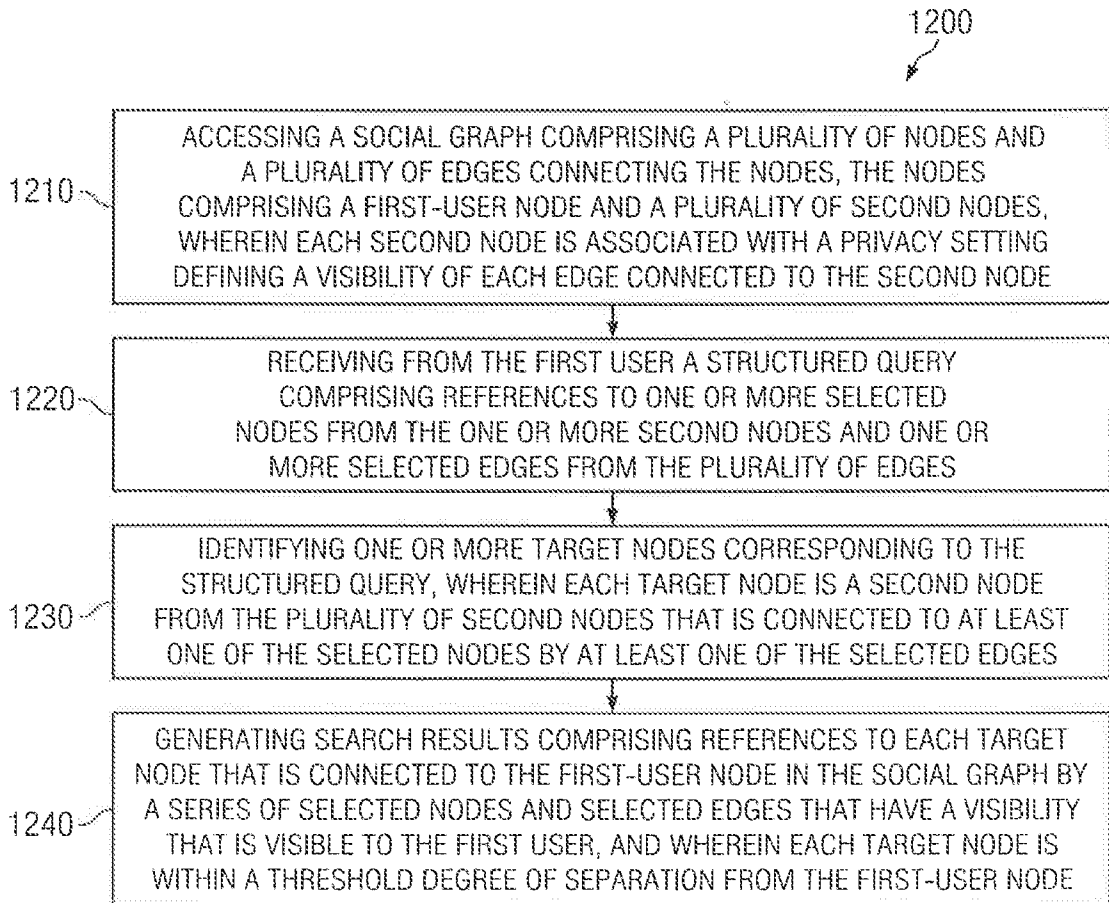 1200
1210
ACCESSING A SOCIAL GRAPH COMPRISING A PLURALITY OF NODES AND
A PLURALITY OF EDGES CONNECTING THE NODES, THE NODES
COMPRISING A FIRST-USER NODE AND A PLURALITY OF SECOND NODES,
WHEREIN EACH SECOND NODE IS ASSOCIATED WITH A PRIVACY SETTING
DEFINING A VISIBILITY OF EACH EDGE CONNECTED TO THE SECOND NODE
1220
RECEIVING FROM THE FIRST USER A STRUCTURED QUERY
COMPRISING REFERENCES TO ONE OR MORE SELECTED
NODES FROM THE ONE OR MORE SECOND NODES AND ONE OR
MORE SELECTED EDGES FROM THE PLURALITY OF EDGES
1230
IDENTIFYING ONE OR MORE TARGET NODES CORRESPONDING TO THE
STRUCTURED QUERY, WHEREIN EACH TARGET NODE IS A SECOND NODE
FROM THE PLURALITY OF SECOND NODES THAT IS CONNECTED TO AT LEAST
ONE OF THE SELECTED NODES BY AT LEAST ONE OF THE SELECTED EDGES
1240
GENERATING SEARCH RESULTS COMPRISING REFERENCES TO EACH TARGET
NODE THAT IS CONNECTED TO THE FIRST-USER NODE IN THE SOCIAL GRAPH BY
A SERIES OF SELECTED NODES AND SELECTED EDGES THAT HAVE A VISIBILITY
THAT IS VISIBLE TO THE FIRST USER, AND WHEREIN EACH TARGET NODE IS
WITHIN A THRESHOLD DEGREE OF SEPARATION FROM THE FIRST-USER NODE